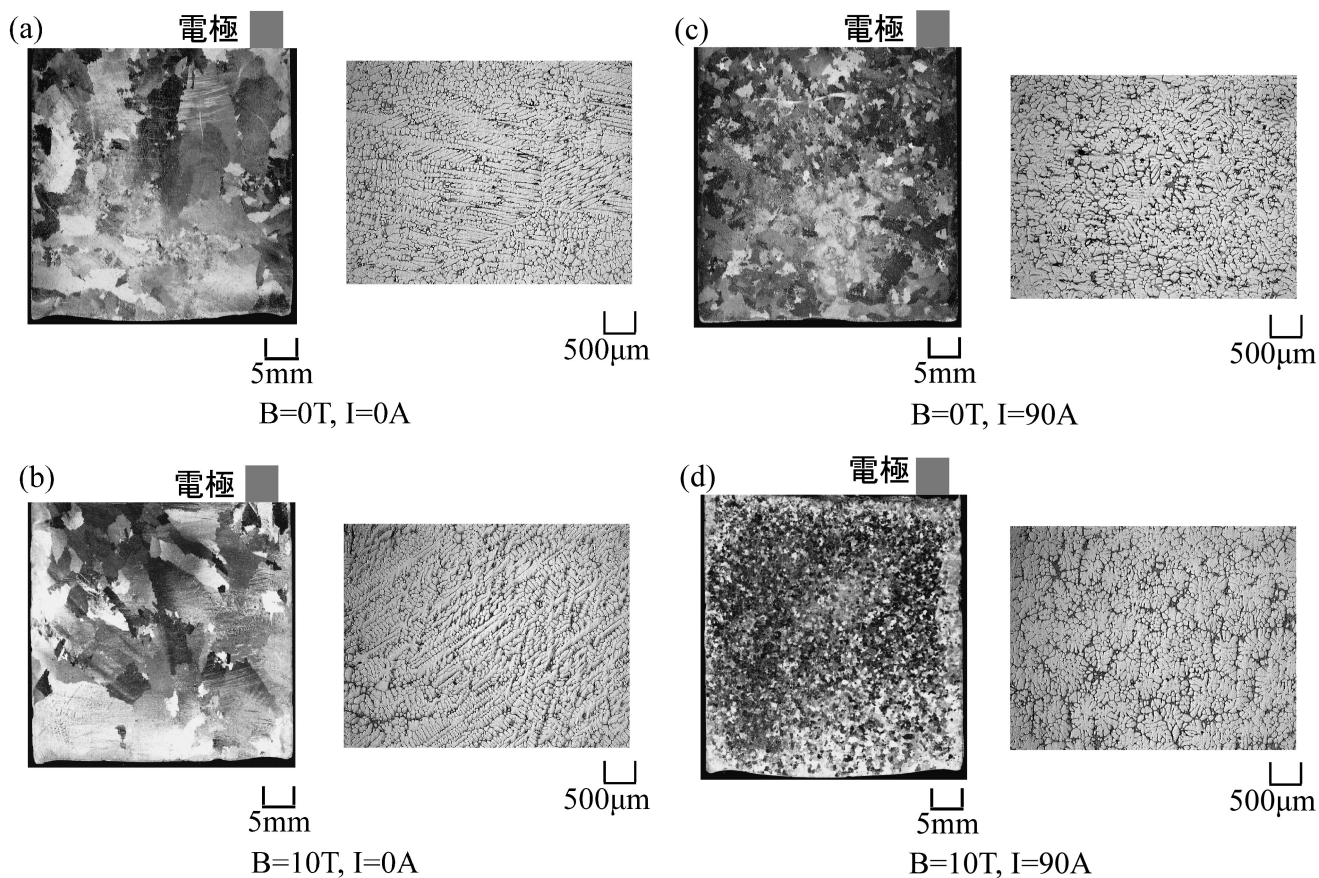 (a)
電極
5mm
500μm
B=0T, I=0A
(c)
電極
5mm
500μm
B=0T, I=90A
(b)
電極
5mm
500μm
B=10T, I=0A
(d)
電極
5mm
500μm
B=10T, I=90A